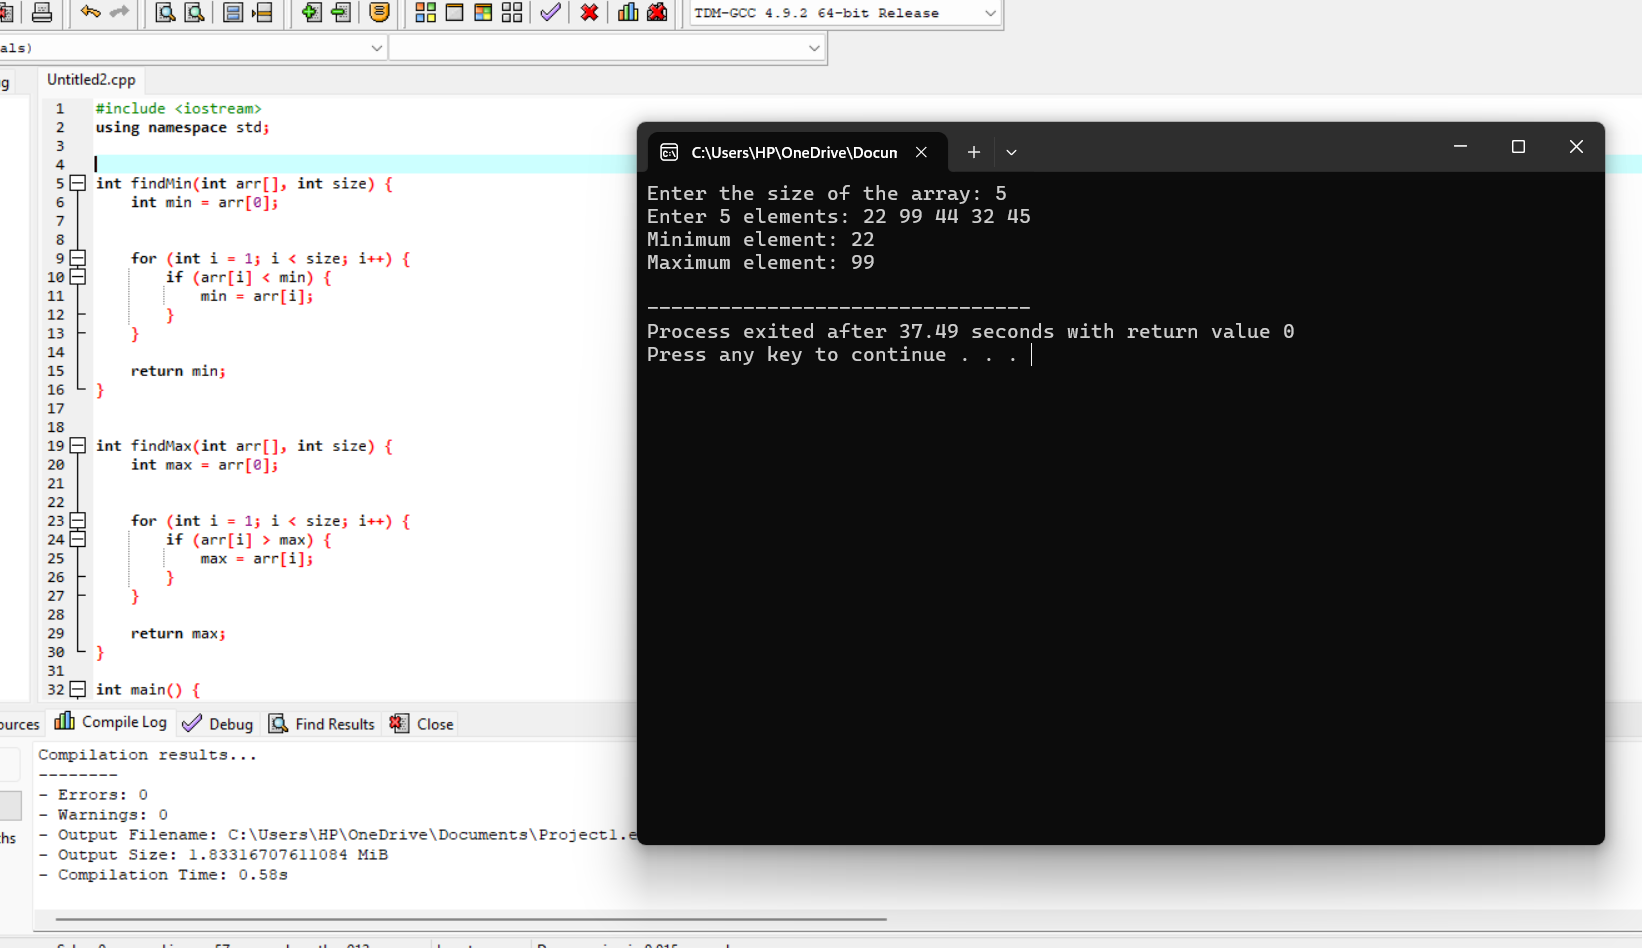 TDM-GCC 4.9.2 64-bit Release
als)
g
Untitled2.cpp
1 #include <iostream>
2 using namespace std;
3
4
5 int findMin(int arr[], int size) {
6     int min = arr[0];
7
8
9     for (int i = 1; i < size; i++) {
10         if (arr[i] < min) {
11             min = arr[i];
12         }
13     }
14
15     return min;
16 }
17
18
19 int findMax(int arr[], int size) {
20     int max = arr[0];
21
22
23     for (int i = 1; i < size; i++) {
24         if (arr[i] > max) {
25             max = arr[i];
26         }
27     }
28
29     return max;
30 }
31
32 int main() {
C:\Users\HP\OneDrive\Docun
Enter the size of the array: 5
Enter 5 elements: 22 99 44 32 45
Minimum element: 22
Maximum element: 99
--------------------------------
Process exited after 37.49 seconds with return value 0
Press any key to continue . . .
ources Compile Log Debug Find Results Close
Compilation results...
--------
- Errors: 0
- Warnings: 0
- Output Filename: C:\Users\HP\OneDrive\Documents\Project1.e
- Output Size: 1.83316707611084 MiB
- Compilation Time: 0.58s
ths